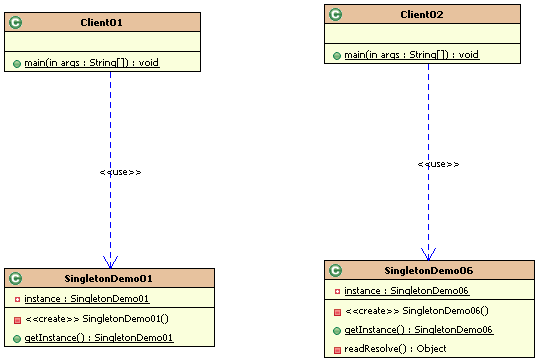 Client01
main(in args : String[]) : void
<<use>>
SingletonDemo01
instance : SingletonDemo01
<<create>> SingletonDemo01()
getInstance() : SingletonDemo01
Client02
main(in args : String[]) : void
<<use>>
SingletonDemo06
instance : SingletonDemo06
<<create>> SingletonDemo06()
getInstance() : SingletonDemo06
readResolve() : Object